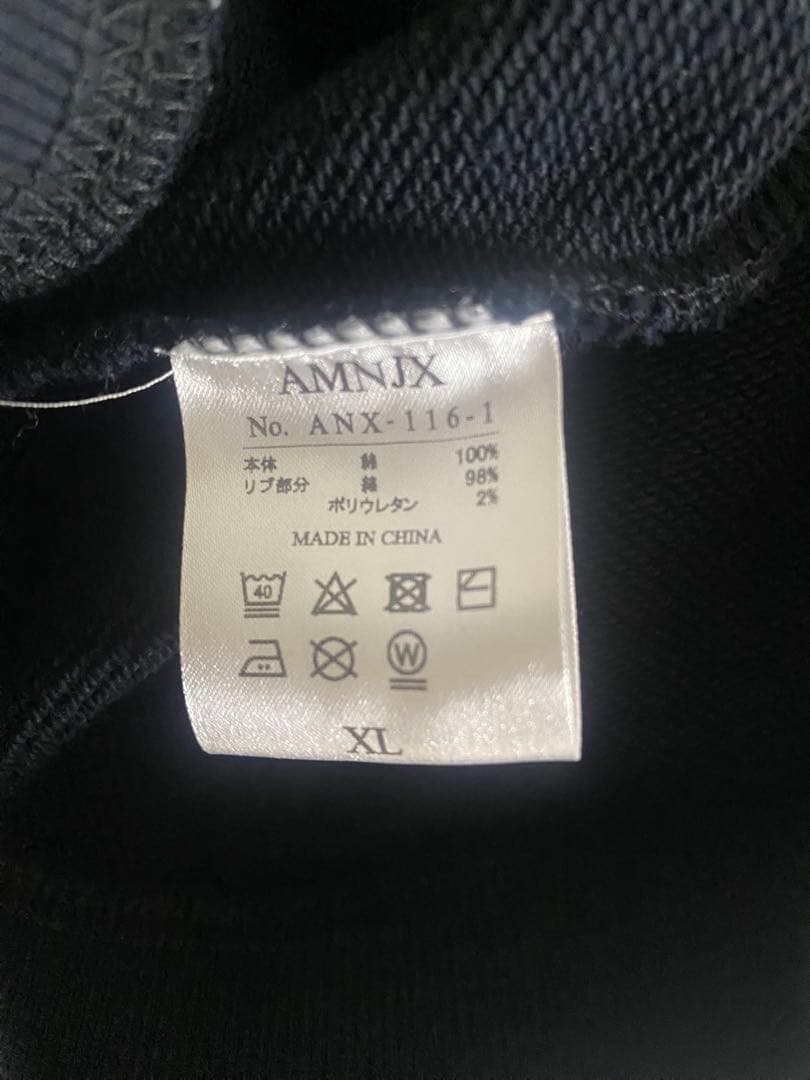 AMNJX
No. ANX-116-1
本体 綿 100%
リブ部分 綿 98%
ポリウレタン 2%
MADE IN CHINA
40
W
XL